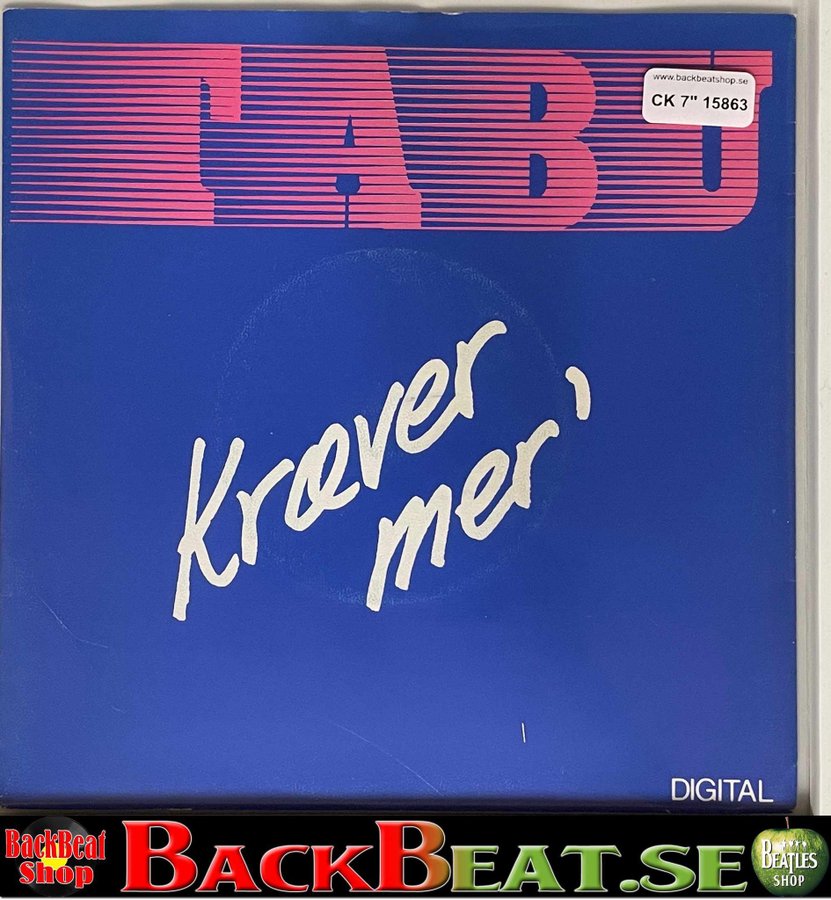 TABU
www.backbeatshop.se
CK 7" 15863
Kræver
mer'
DIGITAL
BackBeat
Shop
BACKBEAT.SE
BEATLES
SHOP